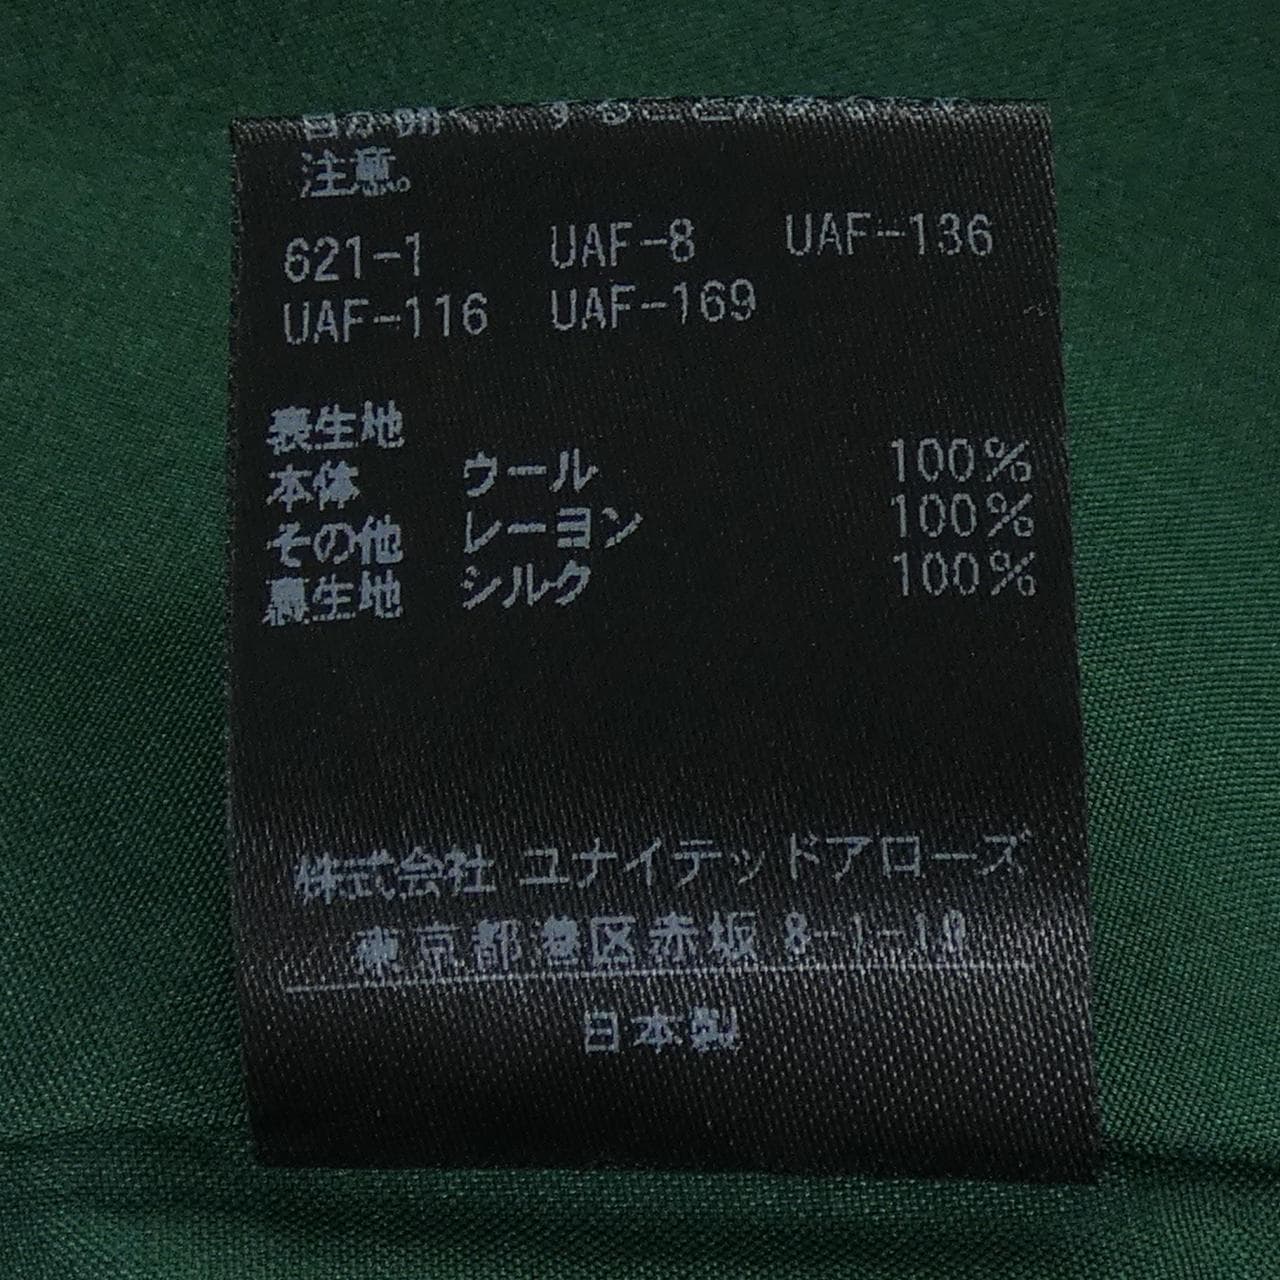 注意。
621-1 UAF-8 UAF-136
UAF-116 UAF-169
表生地
本体 ウール 100%
その他 レーヨン 100%
裏生地 シルク 100%
株式会社 ユナイテッドアローズ
東京都港区赤坂 8-1-19
日本製